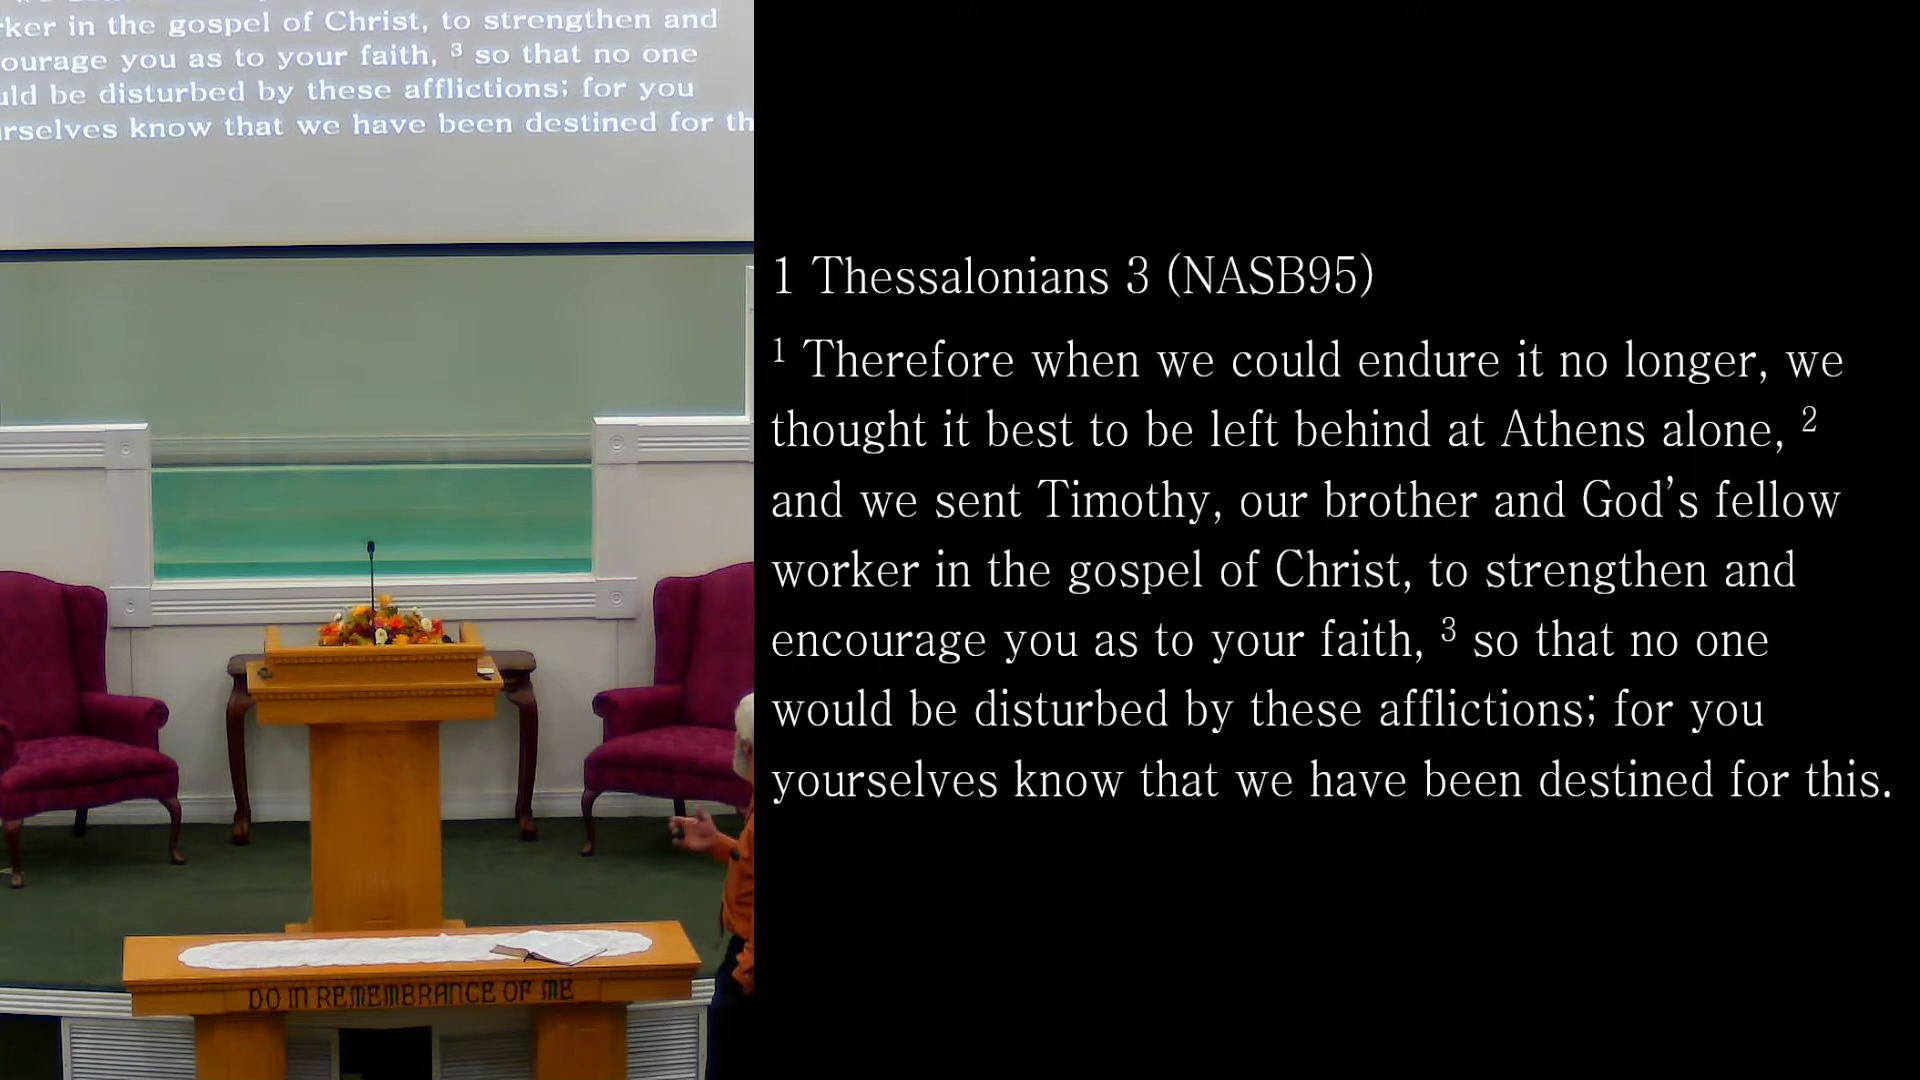 in the gospel of Christ, to strengthen and
you as to your faith, ³ so that no one
be disturbed by these afflictions; for you
know that we have been destined for
DO IN REMEMBRANCE OF ME
1 Thessalonians 3 (NASB95)
¹ Therefore when we could endure it no longer, we
thought it best to be left behind at Athens alone, ²
and we sent Timothy, our brother and God’s fellow
worker in the gospel of Christ, to strengthen and
encourage you as to your faith, ³ so that no one
would be disturbed by these afflictions; for you
yourselves know that we have been destined for this.